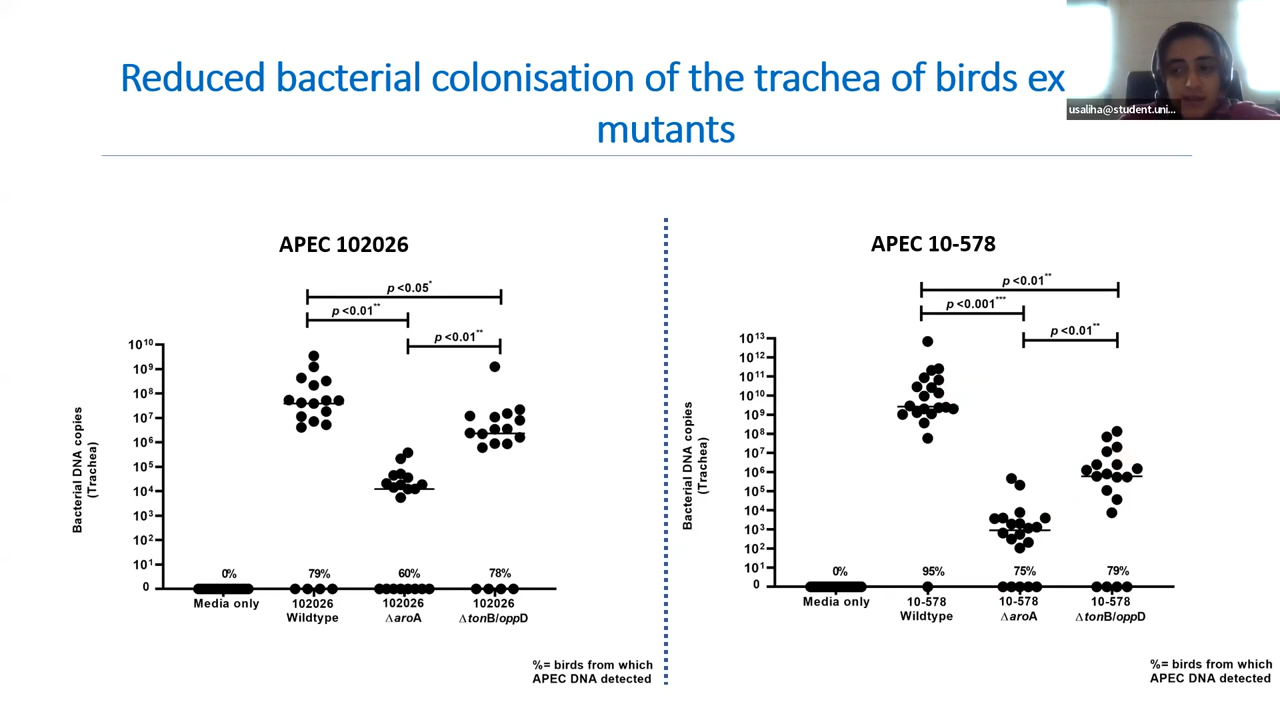 Reduced bacterial colonisation of the trachea of birds ex
mutants
usaliha@student.uni...
APEC 102026
p <0.05*
p <0.01**
p <0.01**
10^10
10^9
10^8
10^7
10^6
10^5
10^4
10^3
10^2
10^1
0
Bacterial DNA copies
(Trachea)
0%
79%
60%
78%
Media only
102026
Wildtype
102026
ΔaroA
102026
ΔtonB/oppD
%= birds from which
APEC DNA detected
APEC 10-578
p <0.01**
p <0.001***
p <0.01**
10^13
10^12
10^11
10^10
10^9
10^8
10^7
10^6
10^5
10^4
10^3
10^2
10^1
0
Bacterial DNA copies
(Trachea)
0%
95%
75%
79%
Media only
10-578
Wildtype
10-578
ΔaroA
10-578
ΔtonB/oppD
%= birds from which
APEC DNA detected